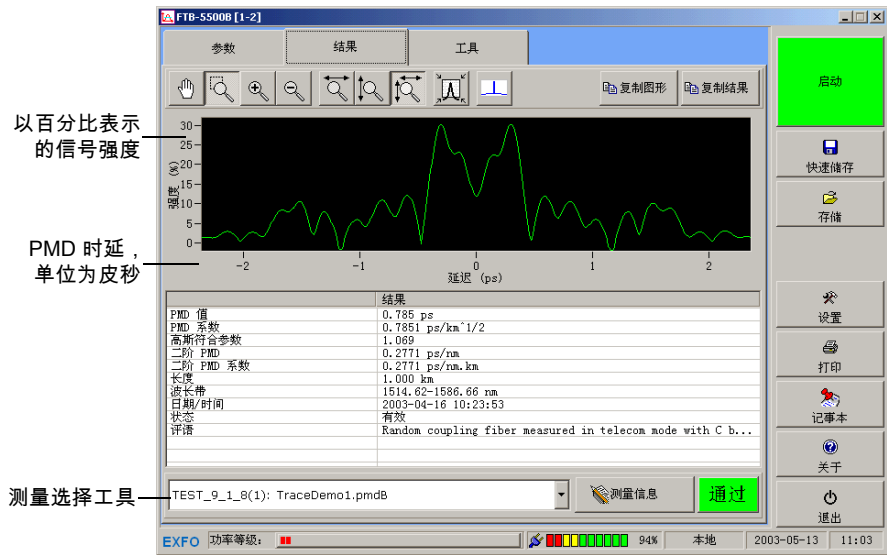 FTB-5500B [1-2]
参数
结果
工具
复制图形
复制结果
启动
快速储存
存储
设置
打印
记事本
关于
退出
以百分比表示
的信号强度
PMD 时延，
单位为皮秒
测量选择工具
强度 (%)
30
25
20
15
10
5
0
-2
-1
0
1
2
延迟 (ps)
结果
PMD 值 0.785 ps
PMD 系数 0.7851 ps/km^1/2
高斯符合参数 1.069
二阶 PMD 0.2771 ps/nm
二阶 PMD 系数 0.2771 ps/nm.km
长度 1.000 km
波长带 1514.62-1586.66 nm
日期/时间 2003-04-16 10:23:53
状态 有效
评语 Random coupling fiber measured in telecom mode with C b...
TEST_9_1_8(1): TraceDemo1.pmdB
测量信息
通过
EXFO 功率等级: 94% 本地 2003-05-13 11:03